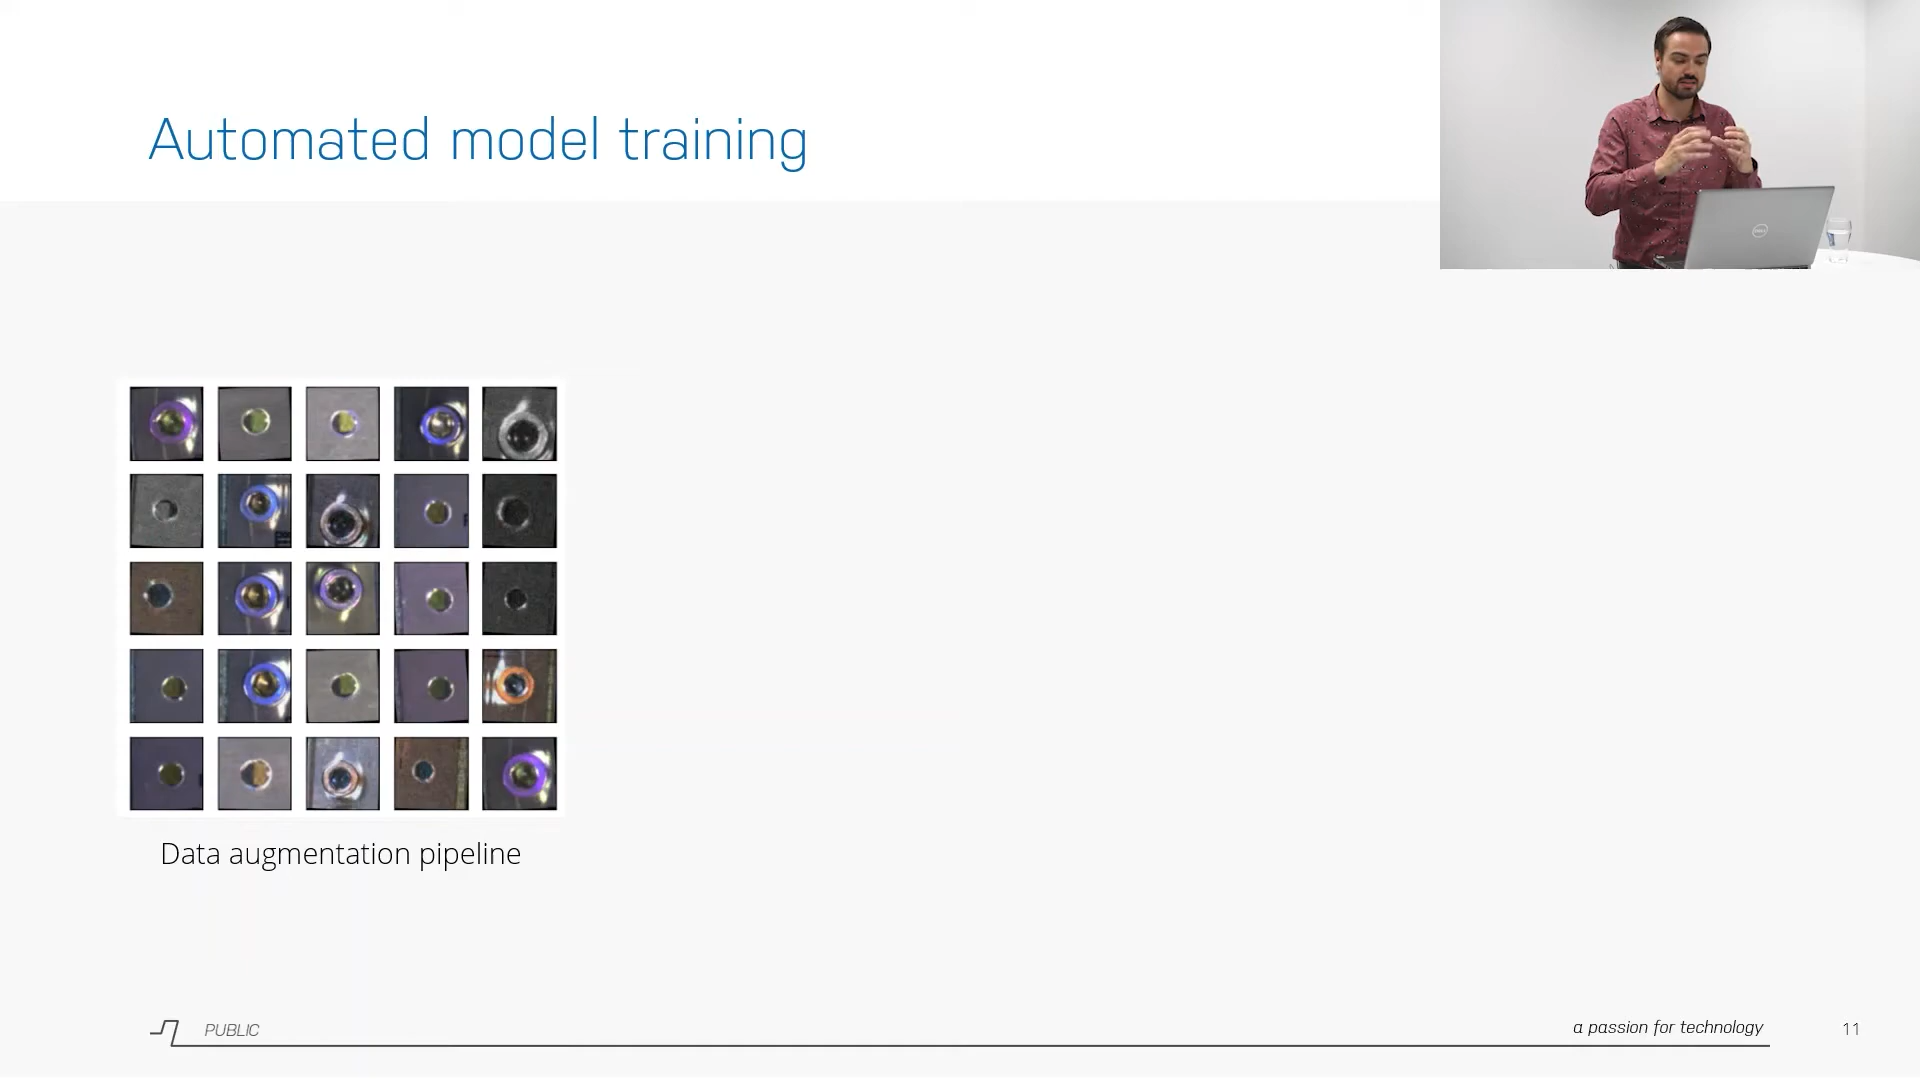 Automated model training
Data augmentation pipeline
PUBLIC
a passion for technology
11